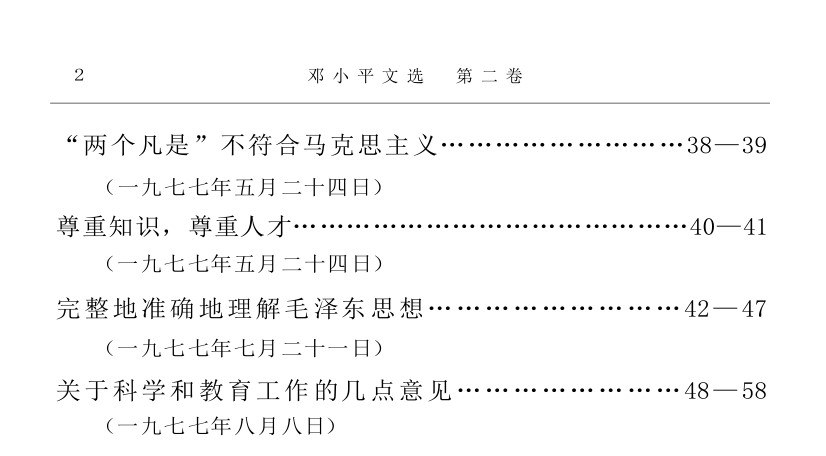 2 邓小平文选 第二卷
“两个凡是”不符合马克思主义………………………38—39
（一九七七年五月二十四日）
尊重知识，尊重人才………………………………………40—41
（一九七七年五月二十四日）
完整地准确地理解毛泽东思想………………………42—47
（一九七七年七月二十一日）
关于科学和教育工作的几点意见……………………48—58
（一九七七年八月八日）